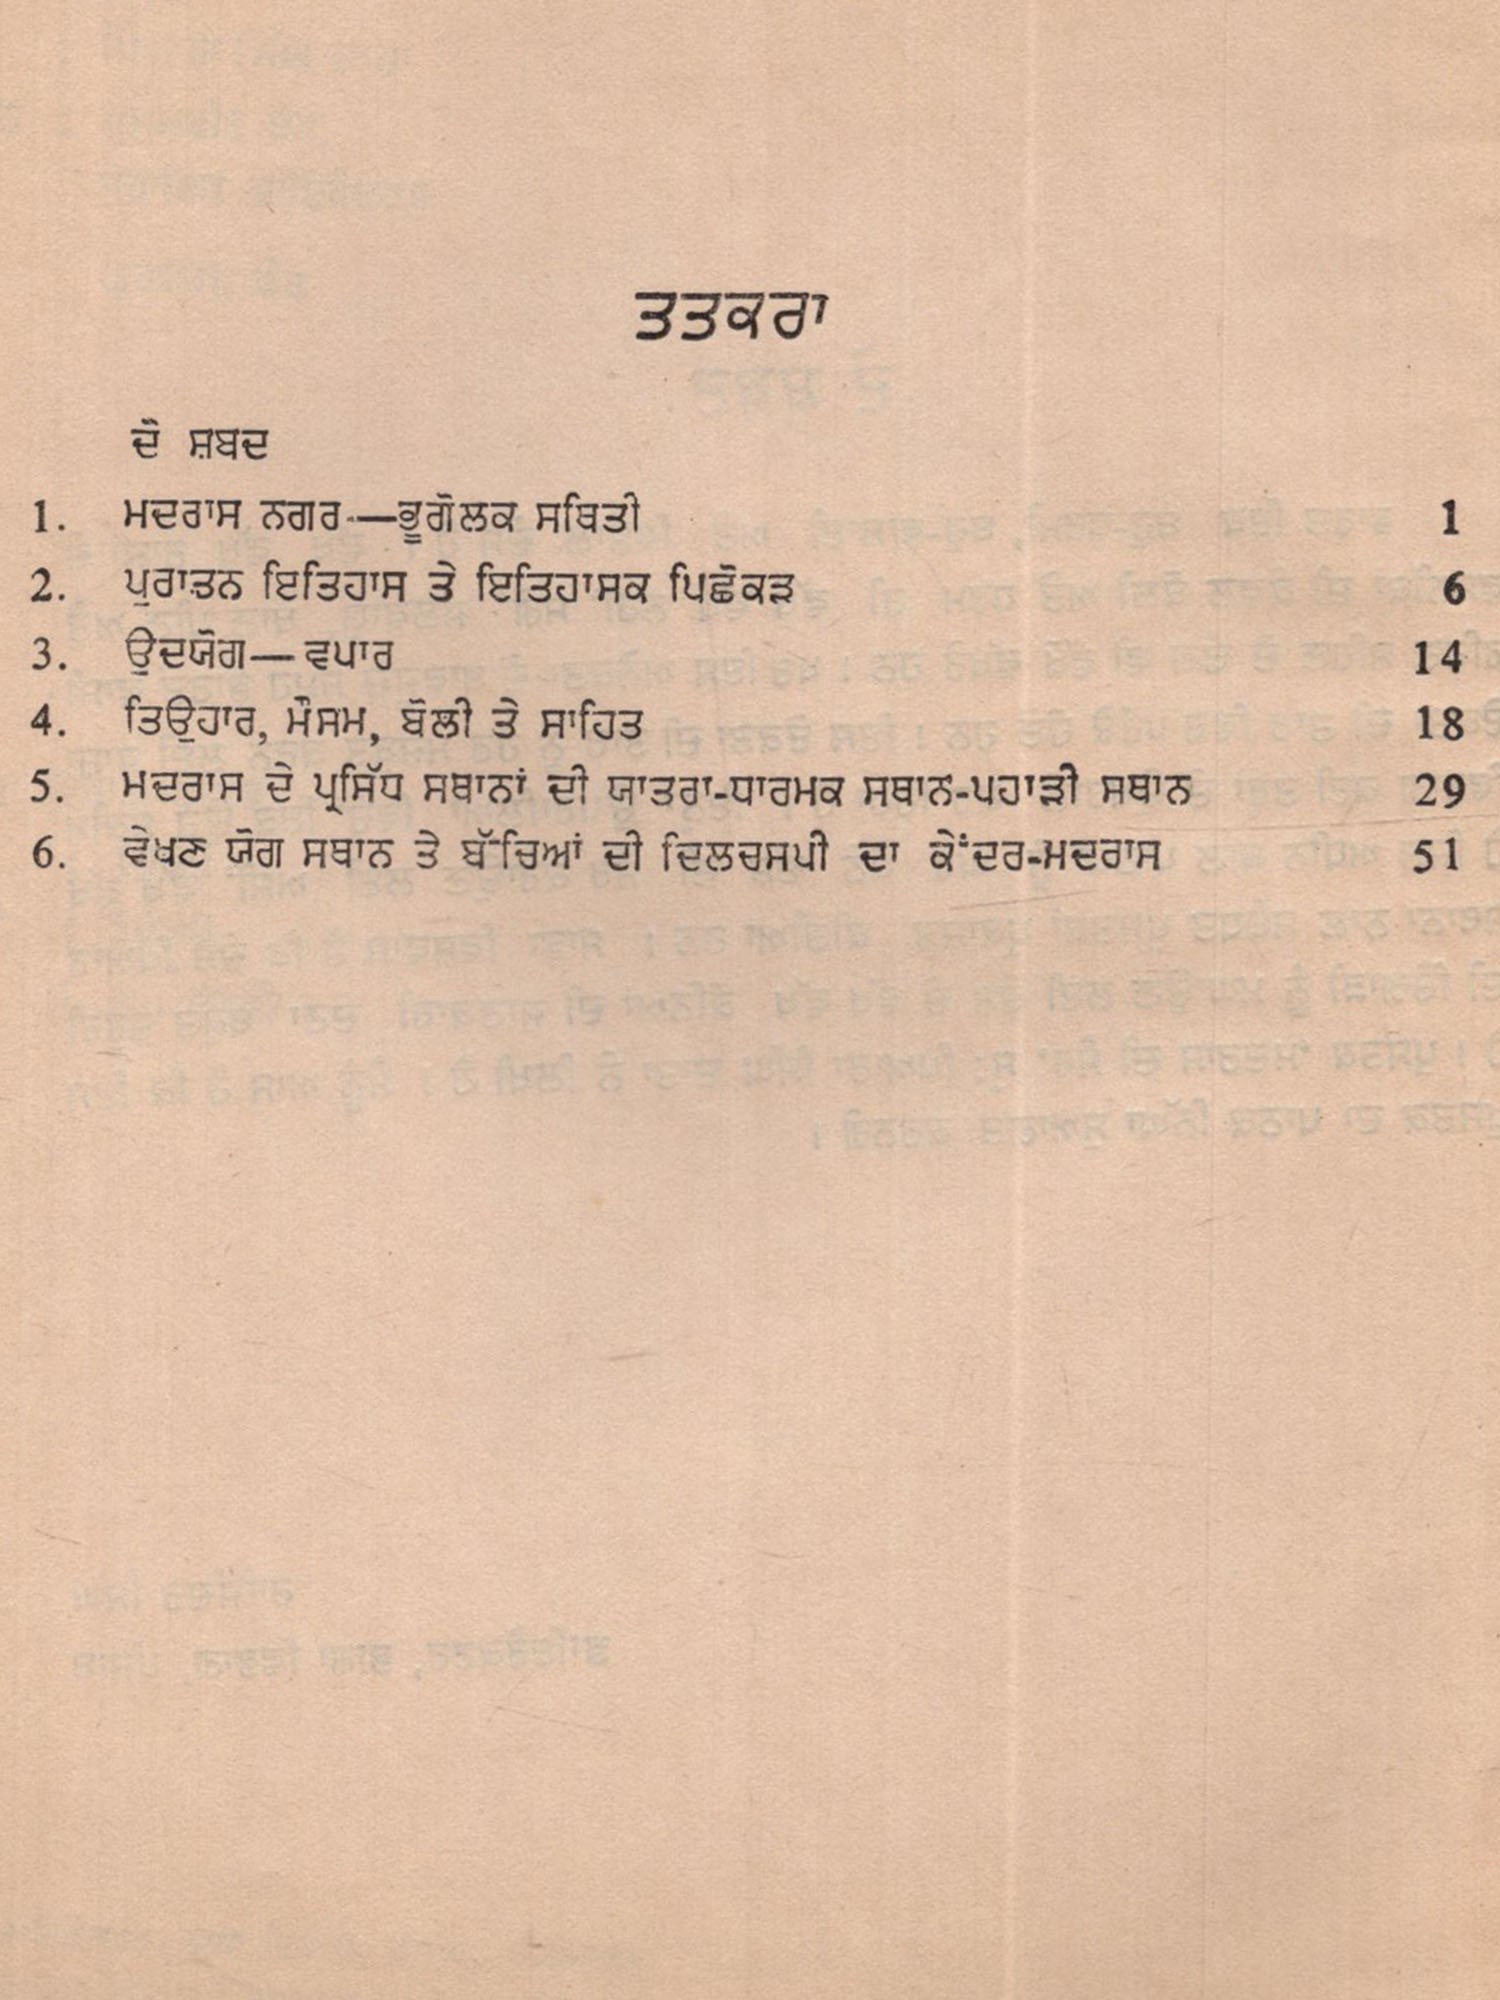 ਤਤਕਰਾ
ਦੋ ਸ਼ਬਦ
1. ਮਦਰਾਸ ਨਗਰ—ਭੂਗੋਲਕ ਸਥਿਤੀ 1
2. ਪੁਰਾਤਨ ਇਤਿਹਾਸ ਤੇ ਇਤਿਹਾਸਕ ਪਿਛੋਕੜ 6
3. ਉਦਯੋਗ—ਵਪਾਰ 14
4. ਤਿਉਹਾਰ, ਮੌਸਮ, ਬੋਲੀ ਤੇ ਸਾਹਿਤ 18
5. ਮਦਰਾਸ ਦੇ ਪ੍ਰਸਿੱਧ ਸਥਾਨਾਂ ਦੀ ਯਾਤਰਾ-ਧਾਰਮਕ ਸਥਾਨ-ਪਹਾੜੀ ਸਥਾਨ 29
6. ਵੇਖਣ ਯੋਗ ਸਥਾਨ ਤੇ ਬੱਚਿਆਂ ਦੀ ਦਿਲਚਸਪੀ ਦਾ ਕੇਂਦਰ-ਮਦਰਾਸ 51